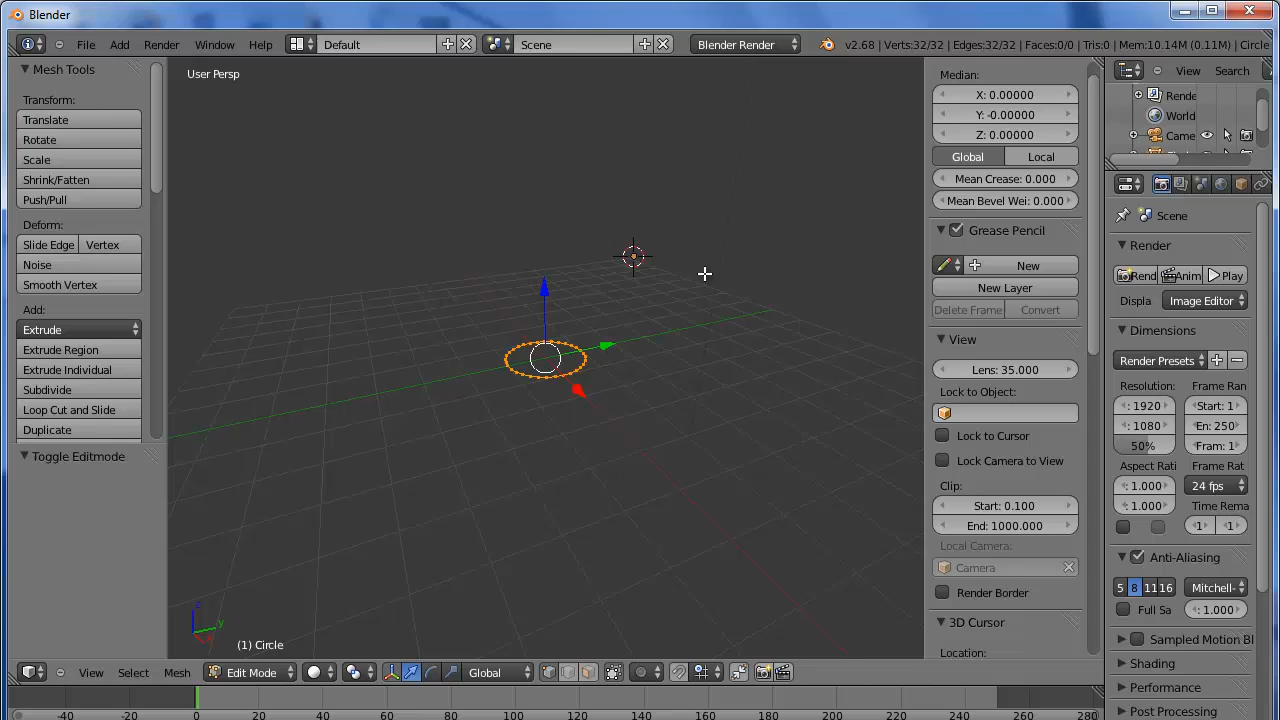 Blender
File Add Render Window Help Default Scene Blender Render v2.68 | Verts:32/32 | Edges:32/32 | Faces:0/0 | Tris:0 | Mem:10.14M (0.11M) | Circle
Mesh Tools
Transform:
Translate
Rotate
Scale
Shrink/Fatten
Push/Pull
Deform:
Slide Edge Vertex
Noise
Smooth Vertex
Add:
Extrude
Extrude Region
Extrude Individual
Subdivide
Loop Cut and Slide
Duplicate
Toggle Editmode
User Persp
z
y
(1) Circle
View Select Mesh Edit Mode Global
-40 -20 0 20 40 60 80 100 120 140 160 180 200 220 240 260 280
Median:
X: 0.00000
Y: -0.00000
Z: 0.00000
Global Local
Mean Crease: 0.000
Mean Bevel Wei: 0.000
Grease Pencil
New
New Layer
Delete Frame Convert
View
Lens: 35.000
Lock to Object:
Lock to Cursor
Lock Camera to View
Clip:
Start: 0.100
End: 1000.000
Local Camera:
Camera
Render Border
3D Cursor
Location:
View Search
Rende
World
Came
Scene
Render
Rend Anim Play
Displa Image Editor
Dimensions
Render Presets
Resolution: Frame Ran
: 1920 Start: 1
: 1080 En: 250
50% Fram: 1
Aspect Rati Frame Rat
: 1.000 24 fps
: 1.000 Time Rema
1 1
Anti-Aliasing
5 8 11 16 Mitchell-
Full Sa : 1.000
Sampled Motion Bl
Shading
Performance
Post Processing